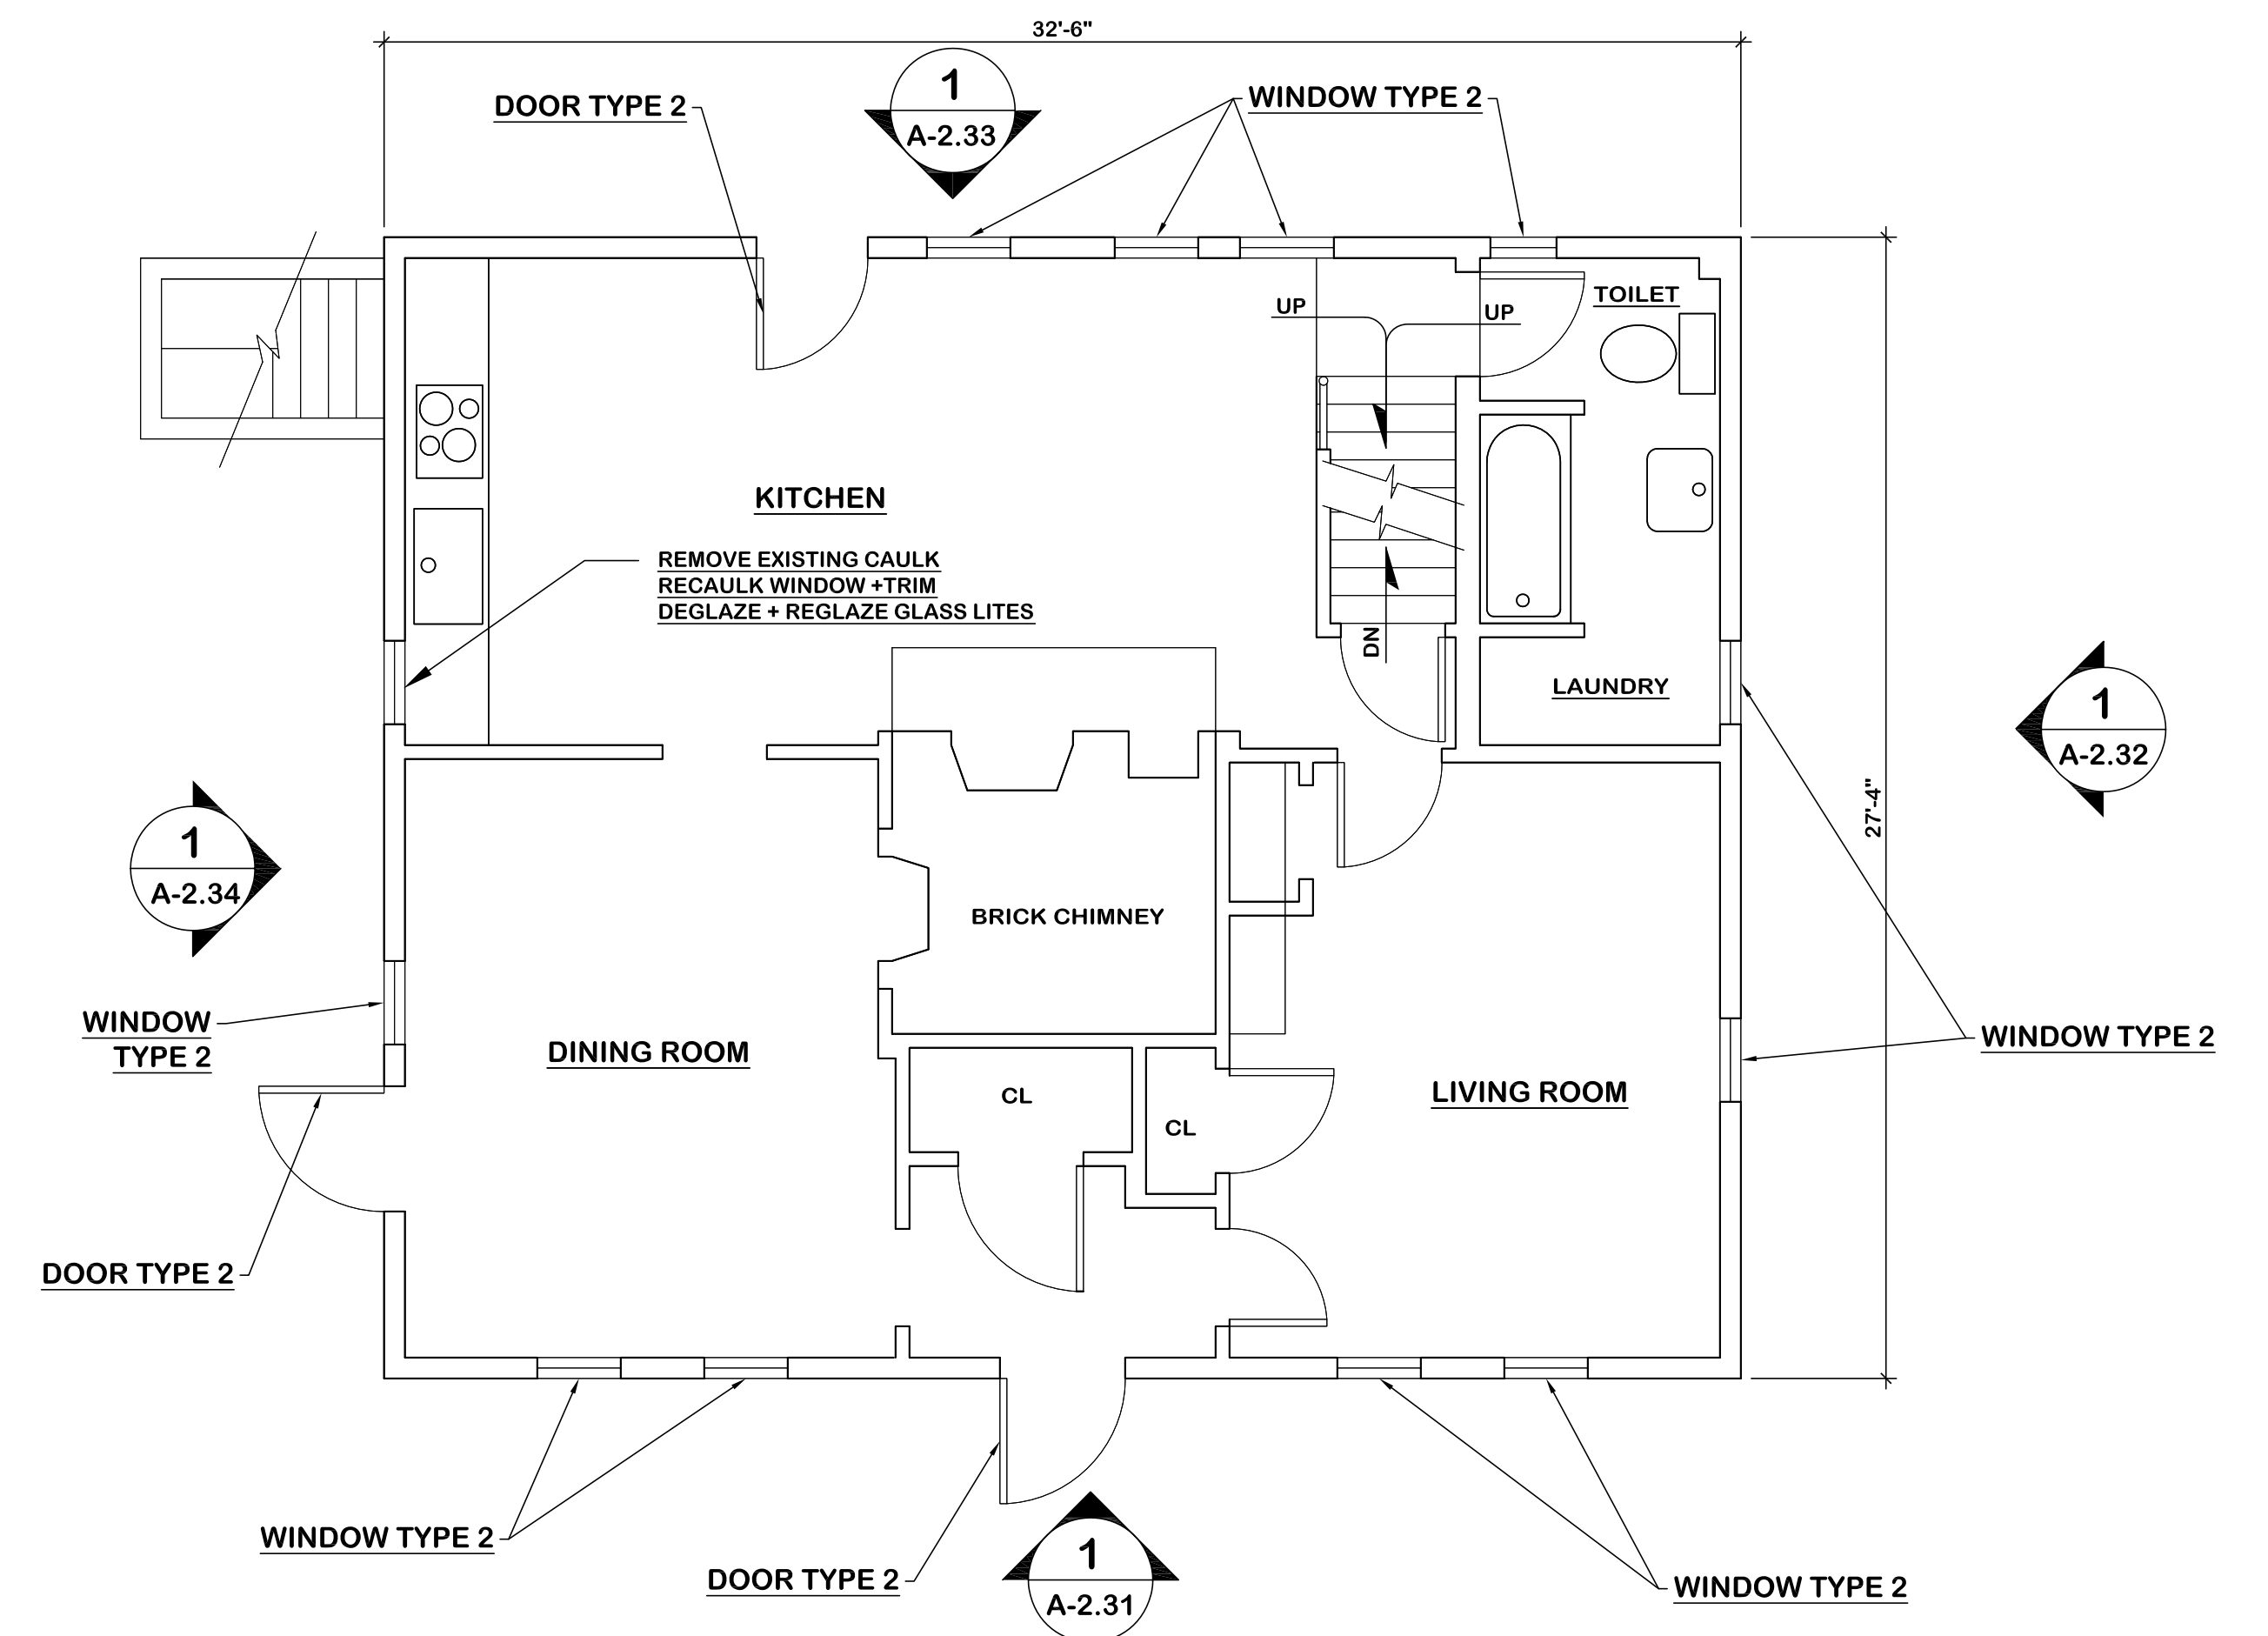 32'-6"
1
A-2.33
DOOR TYPE 2
WINDOW TYPE 2
UP
UP
TOILET
KITCHEN
REMOVE EXISTING CAULK
RECAULK WINDOW +TRIM
DEGLAZE + REGLAZE GLASS LITES
DN
LAUNDRY
1
A-2.32
27'-4"
1
A-2.34
BRICK CHIMNEY
WINDOW
TYPE 2
DINING ROOM
CL
CL
LIVING ROOM
WINDOW TYPE 2
DOOR TYPE 2
WINDOW TYPE 2
DOOR TYPE 2
1
A-2.31
WINDOW TYPE 2